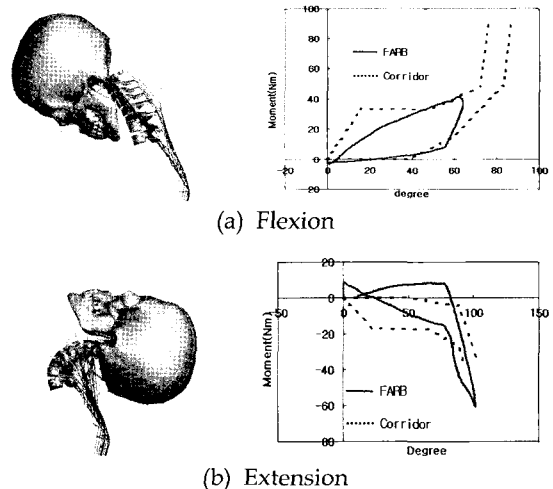 100
80
60
40
20
0
20
Moment(Nm)
FARB
Corridor
-20 0 20 40 60 80 100
degree
(a) Flexion
20
0
-20
-40
-60
80
Moment(Nm)
-50 0 50 100 150
FARB
Corridor
Degree
(b) Extension